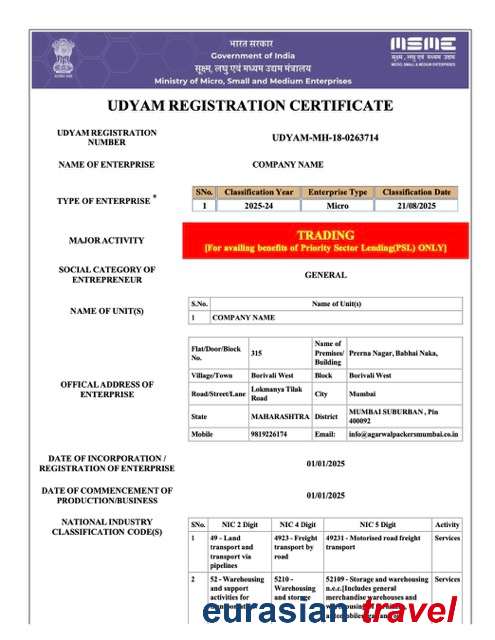 भारत सरकार
Government of India
सूक्ष्म, लघु एवं मध्यम उद्यम मंत्रालय
Ministry of Micro, Small and Medium Enterprises
MSME
सूक्ष्म, लघु एवं मध्यम उद्यम
MICRO, SMALL & MEDIUM ENTERPRISES
UDYAM REGISTRATION CERTIFICATE
UDYAM REGISTRATION NUMBER UDYAM-MH-18-0263714
NAME OF ENTERPRISE COMPANY NAME
TYPE OF ENTERPRISE *
SNo. Classification Year Enterprise Type Classification Date
1 2025-24 Micro 21/08/2025
MAJOR ACTIVITY
TRADING
[For availing benefits of Priority Sector Lending(PSL) ONLY]
SOCIAL CATEGORY OF ENTREPRENEUR GENERAL
NAME OF UNIT(S)
S.No. Name of Unit(s)
1 COMPANY NAME
OFFICAL ADDRESS OF ENTERPRISE
Flat/Door/Block No. 315 Name of Premises/ Building Prerna Nagar, Babhai Naka,
Village/Town Borivali West Block Borivali West
Road/Street/Lane Lokmanya Tilak Road City Mumbai
State MAHARASHTRA District MUMBAI SUBURBAN , Pin 400092
Mobile 9819226174 Email: info@agarwalpackersmumbai.co.in
DATE OF INCORPORATION / REGISTRATION OF ENTERPRISE 01/01/2025
DATE OF COMMENCEMENT OF PRODUCTION/BUSINESS 01/01/2025
NATIONAL INDUSTRY CLASSIFICATION CODE(S)
SNo. NIC 2 Digit NIC 4 Digit NIC 5 Digit Activity
1 49 - Land transport and transport via pipelines 4923 - Freight transport by road 49231 - Motorised road freight transport Services
2 52 - Warehousing and support activities for 5210 - Warehousing and storage 52109 - Storage and warehousing n.e.c.[Includes general merchandise warehouses and Services
eurasian travel